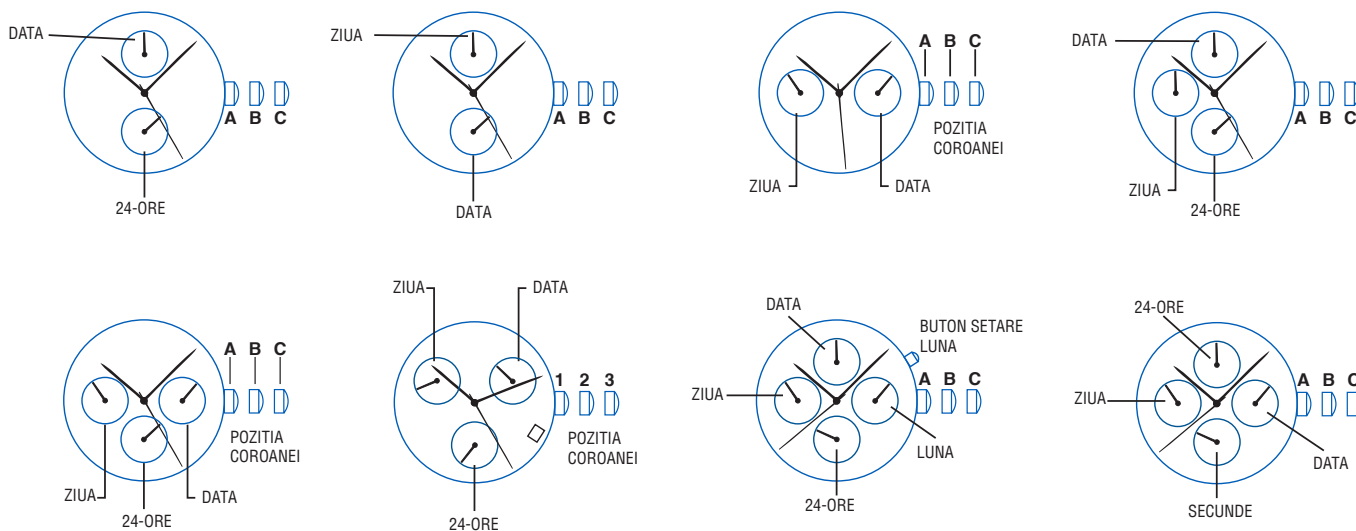 DATA
A B C
24-ORE
ZIUA
A B C
DATA
A B C
POZITIA
COROANEI
ZIUA
DATA
DATA
A B C
ZIUA
24-ORE
A B C
POZITIA
COROANEI
ZIUA
DATA
24-ORE
ZIUA
DATA
1 2 3
POZITIA
COROANEI
24-ORE
DATA
BUTON SETARE
LUNA
A B C
ZIUA
LUNA
24-ORE
24-ORE
A B C
ZIUA
DATA
SECUNDE